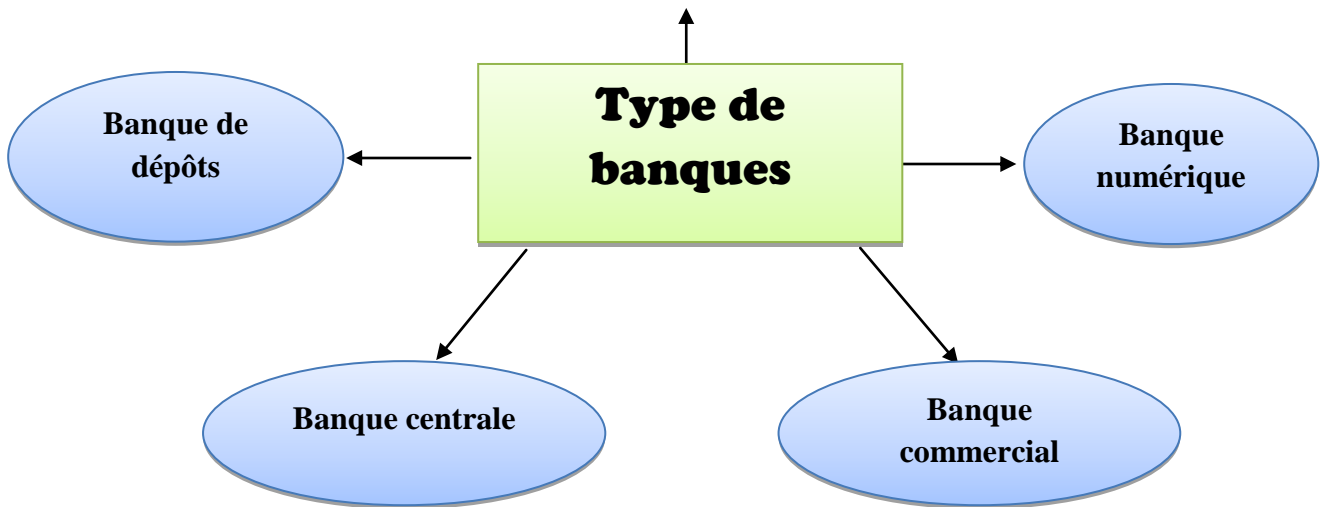 Type de
banques
Banque de
dépôts
Banque
numérique
Banque centrale
Banque
commercial